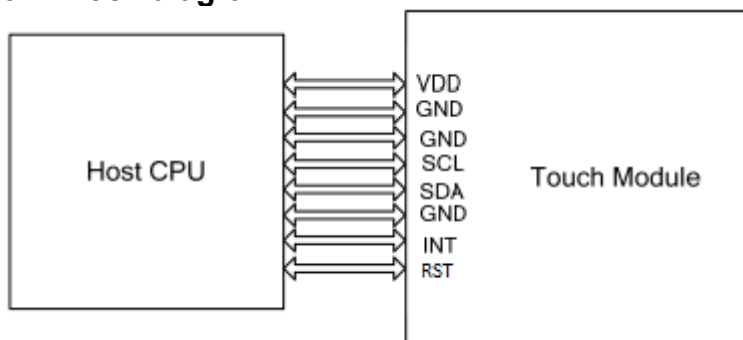 Host CPU
VDD
GND
GND
SCL
SDA
GND
INT
RST
Touch Module